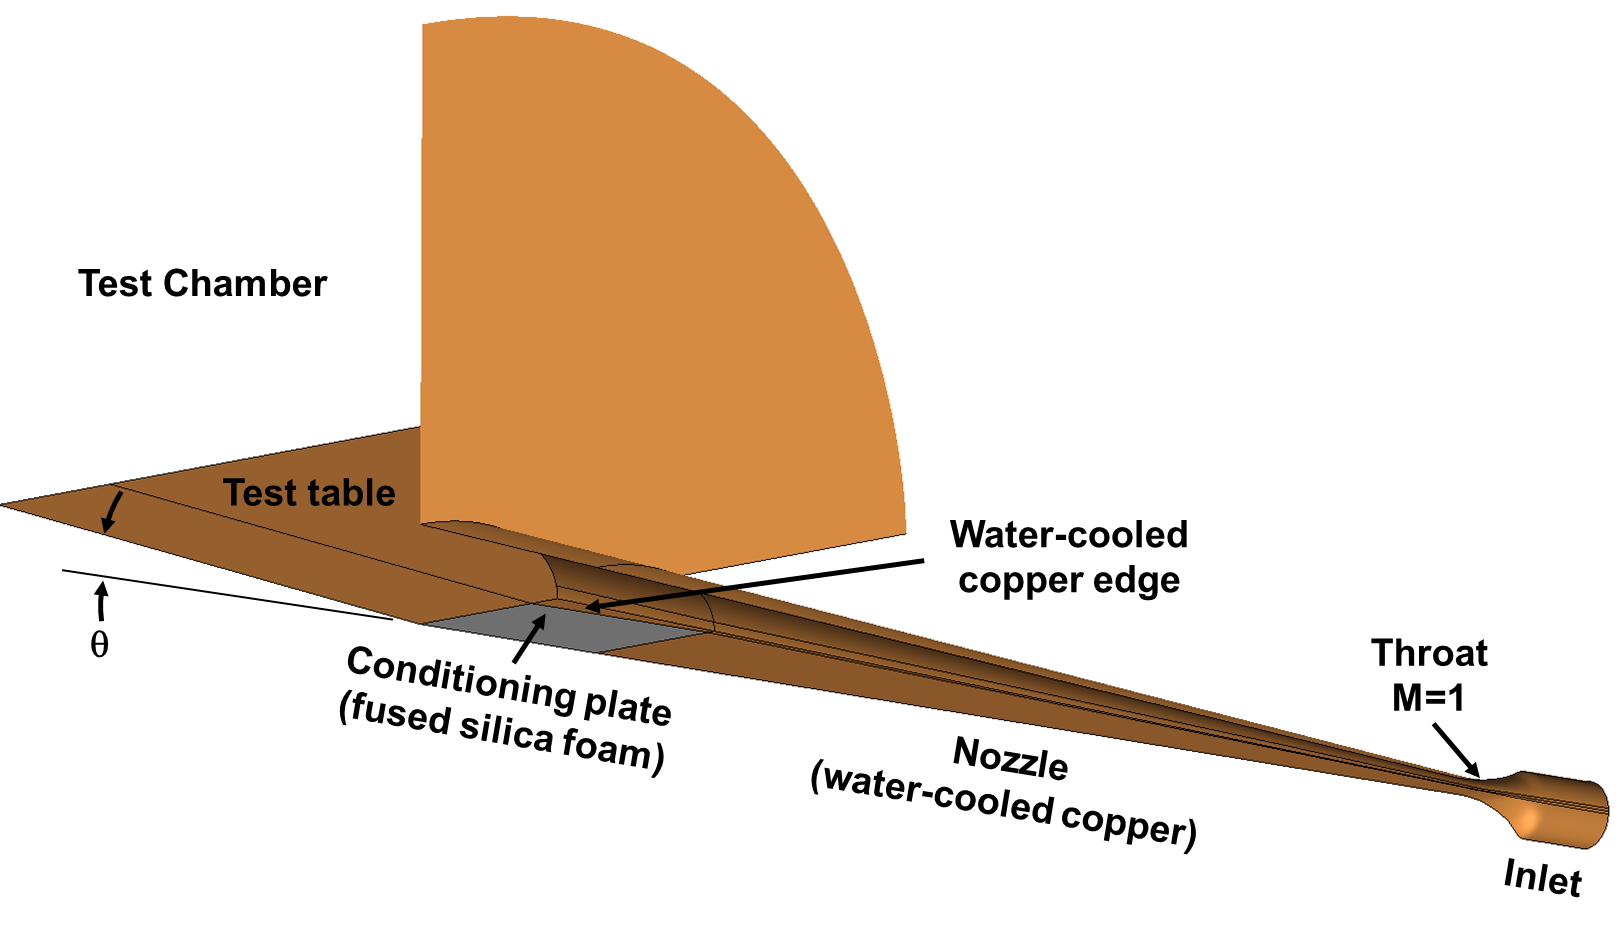 Test Chamber
Test table
Water-cooled
copper edge
θ
Conditioning plate
(fused silica foam)
Throat
M=1
Nozzle
(water-cooled copper)
Inlet